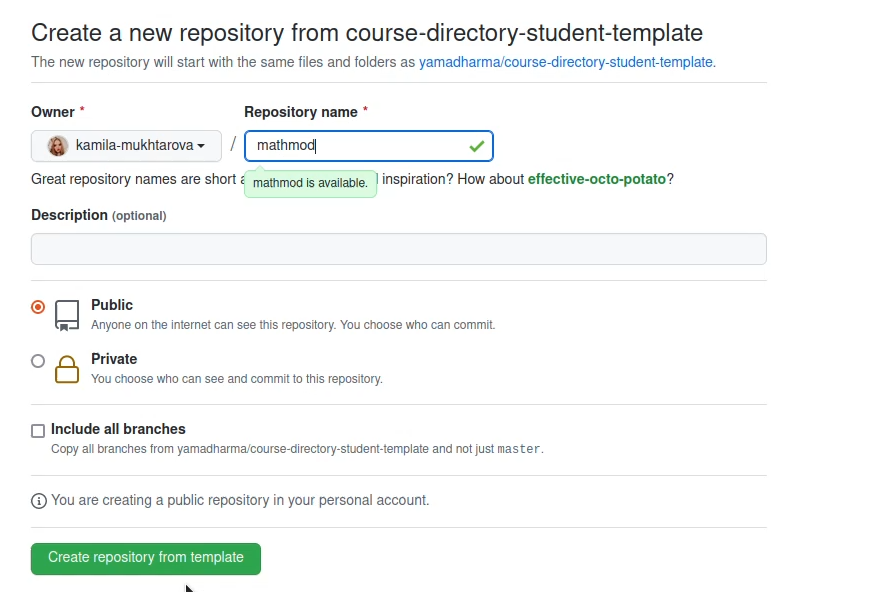 Create a new repository from course-directory-student-template
The new repository will start with the same files and folders as yamadharma/course-directory-student-template.
Owner * Repository name *
kamila-mukhtarova / mathmod
Great repository names are short a inspiration? How about effective-octo-potato?
mathmod is available.
Description (optional)
Public
Anyone on the internet can see this repository. You choose who can commit.
Private
You choose who can see and commit to this repository.
Include all branches
Copy all branches from yamadharma/course-directory-student-template and not just master.
You are creating a public repository in your personal account.
Create repository from template